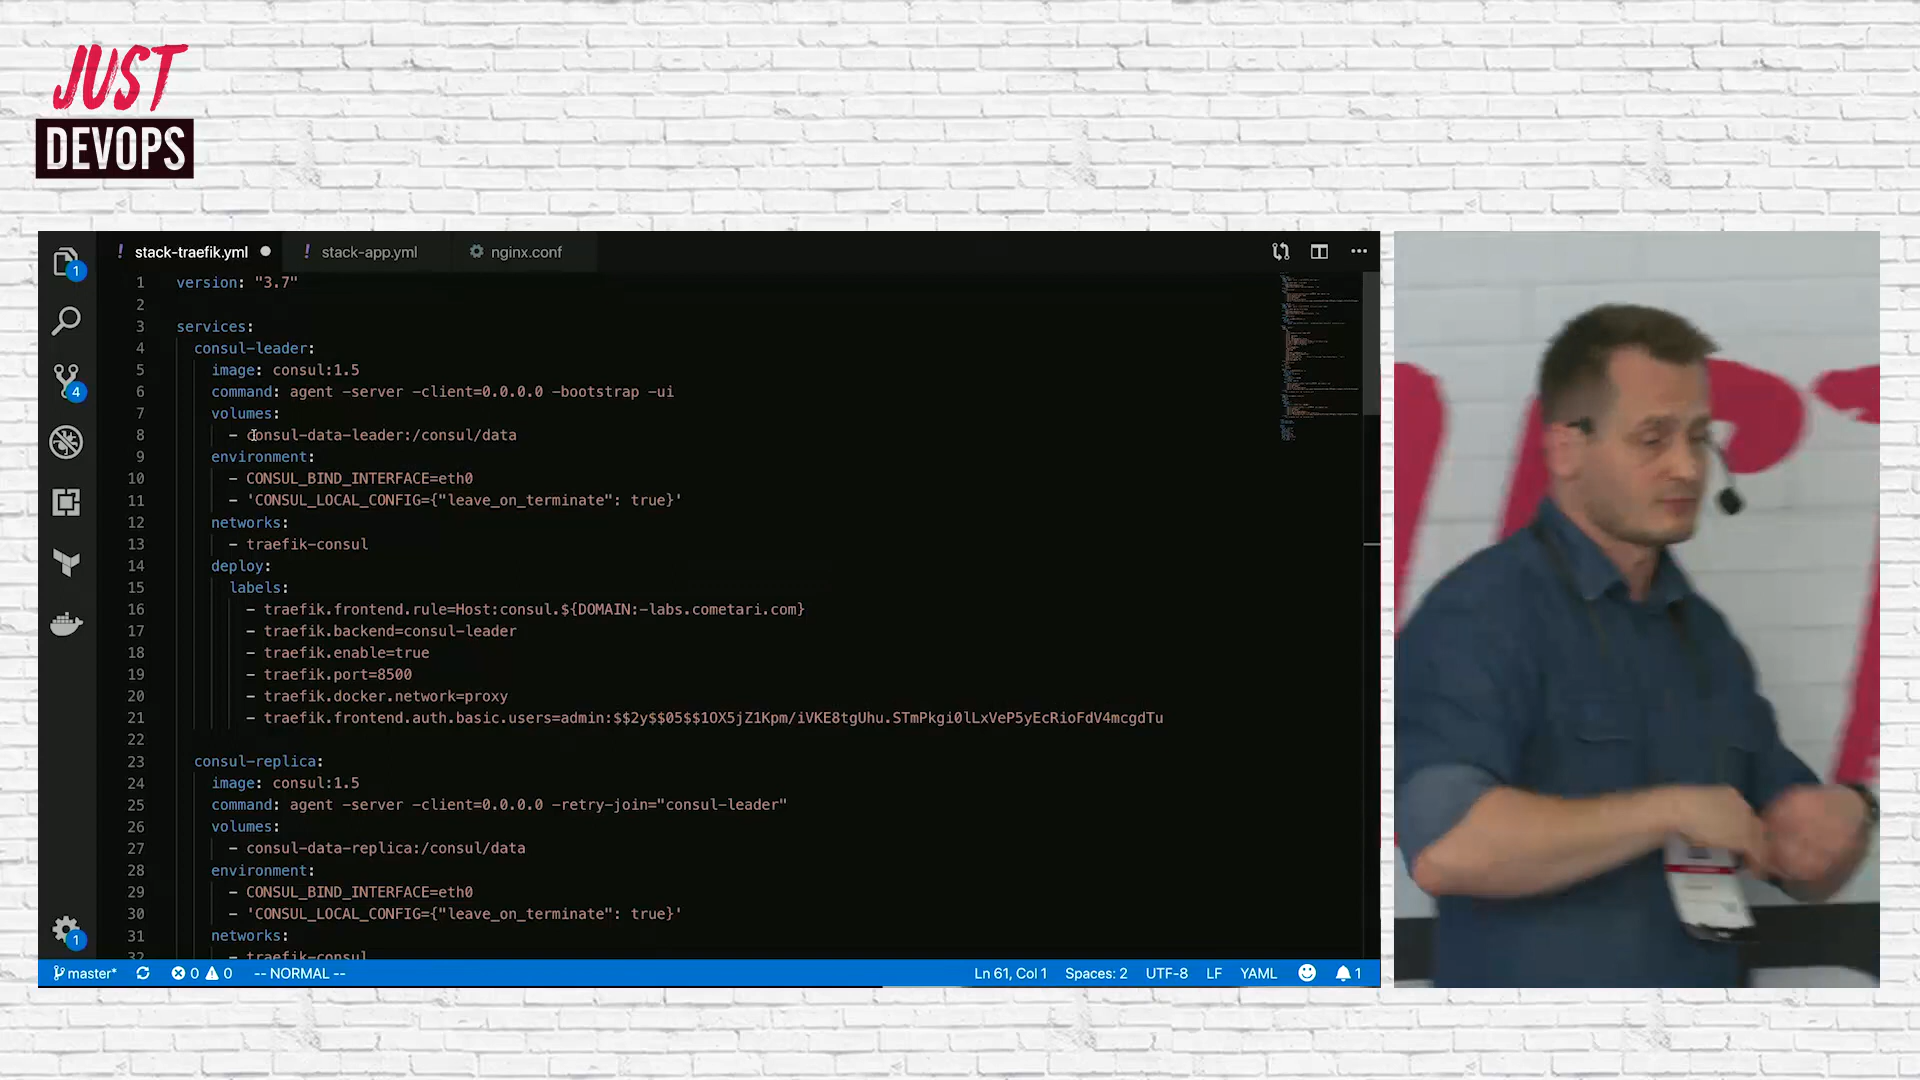 JUST
DEVOPS
! stack-traefik.yml ! stack-app.yml nginx.conf
1 version: "3.7"
2
3 services:
4 consul-leader:
5 image: consul:1.5
6 command: agent -server -client=0.0.0.0 -bootstrap -ui
7 volumes:
8 - consul-data-leader:/consul/data
9 environment:
10 - CONSUL_BIND_INTERFACE=eth0
11 - 'CONSUL_LOCAL_CONFIG={"leave_on_terminate": true}'
12 networks:
13 - traefik-consul
14 deploy:
15 labels:
16 - traefik.frontend.rule=Host:consul.${DOMAIN:-labs.cometari.com}
17 - traefik.backend=consul-leader
18 - traefik.enable=true
19 - traefik.port=8500
20 - traefik.docker.network=proxy
21 - traefik.frontend.auth.basic.users=admin:$$2y$$05$$1OX5jZ1Kpm/iVKE8tgUhu.STmPkgi0lLxVeP5yEcRioFdV4mcgdTu
22
23 consul-replica:
24 image: consul:1.5
25 command: agent -server -client=0.0.0.0 -retry-join="consul-leader"
26 volumes:
27 - consul-data-replica:/consul/data
28 environment:
29 - CONSUL_BIND_INTERFACE=eth0
30 - 'CONSUL_LOCAL_CONFIG={"leave_on_terminate": true}'
31 networks:
32 - traefik-consul
1
4
1
master* 0 0 -- NORMAL -- Ln 61, Col 1 Spaces: 2 UTF-8 LF YAML 1